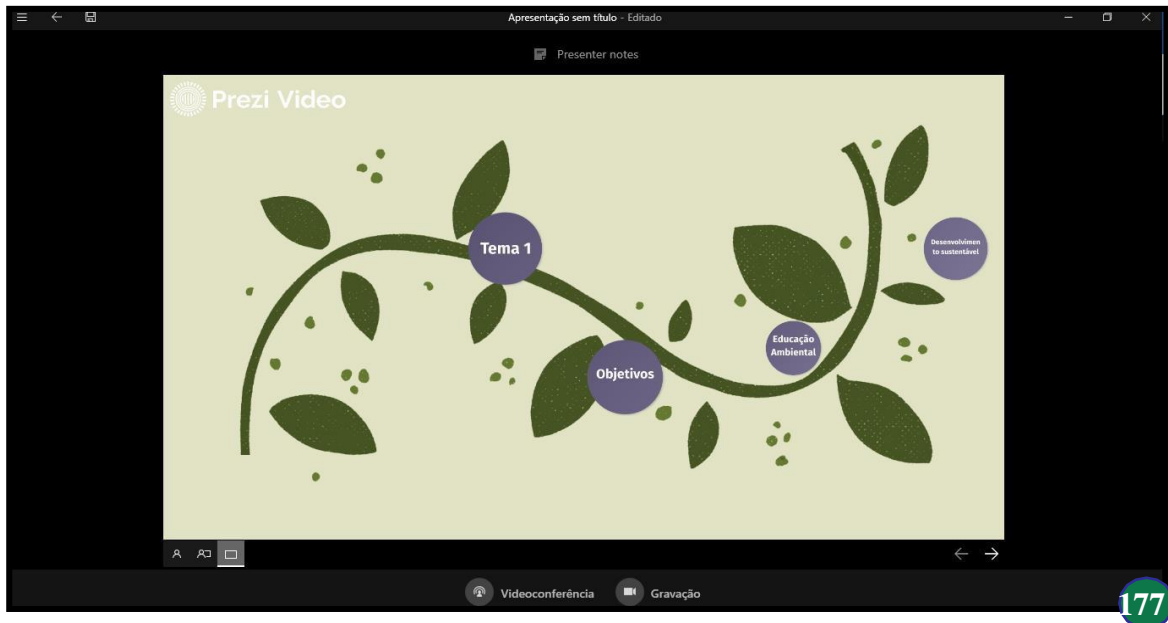 Apresentação sem título - Editado
Presenter notes
Prezi Video
Tema 1
Desenvolvimen
to sustentável
Educação
Ambiental
Objetivos
Videoconferência
Gravação
177